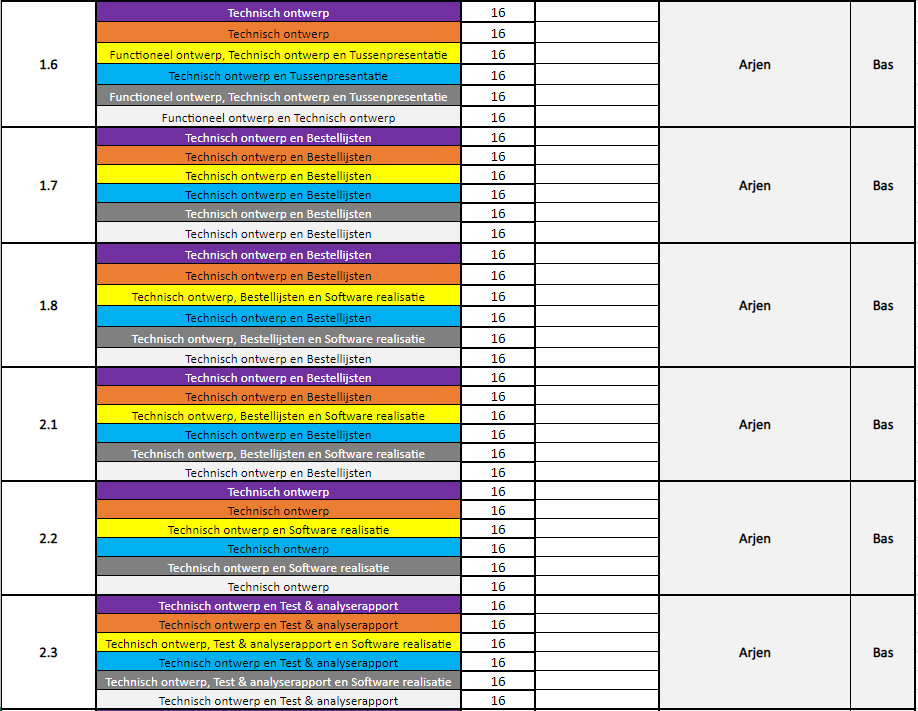 Technisch ontwerp 16
Technisch ontwerp 16
Functioneel ontwerp, Technisch ontwerp en Tussenpresentatie 16
1.6 Technisch ontwerp en Tussenpresentatie 16 Arjen Bas
Functioneel ontwerp, Technisch ontwerp en Tussenpresentatie 16
Functioneel ontwerp en Technisch ontwerp 16
Technisch ontwerp en Bestellijsten 16
Technisch ontwerp en Bestellijsten 16
Technisch ontwerp en Bestellijsten 16
1.7 Technisch ontwerp en Bestellijsten 16 Arjen Bas
Technisch ontwerp en Bestellijsten 16
Technisch ontwerp en Bestellijsten 16
Technisch ontwerp en Bestellijsten 16
Technisch ontwerp en Bestellijsten 16
Technisch ontwerp, Bestellijsten en Software realisatie 16
1.8 Technisch ontwerp en Bestellijsten 16 Arjen Bas
Technisch ontwerp, Bestellijsten en Software realisatie 16
Technisch ontwerp en Bestellijsten 16
Technisch ontwerp en Bestellijsten 16
Technisch ontwerp en Bestellijsten 16
Technisch ontwerp, Bestellijsten en Software realisatie 16
2.1 Technisch ontwerp en Bestellijsten 16 Arjen Bas
Technisch ontwerp, Bestellijsten en Software realisatie 16
Technisch ontwerp en Bestellijsten 16
Technisch ontwerp 16
Technisch ontwerp 16
Technisch ontwerp en Software realisatie 16
2.2 Technisch ontwerp 16 Arjen Bas
Technisch ontwerp en Software realisatie 16
Technisch ontwerp 16
Technisch ontwerp en Test & analyserapport 16
Technisch ontwerp en Test & analyserapport 16
Technisch ontwerp, Test & analyserapport en Software realisatie 16
2.3 Technisch ontwerp en Test & analyserapport 16 Arjen Bas
Technisch ontwerp, Test & analyserapport en Software realisatie 16
Technisch ontwerp en Test & analyserapport 16